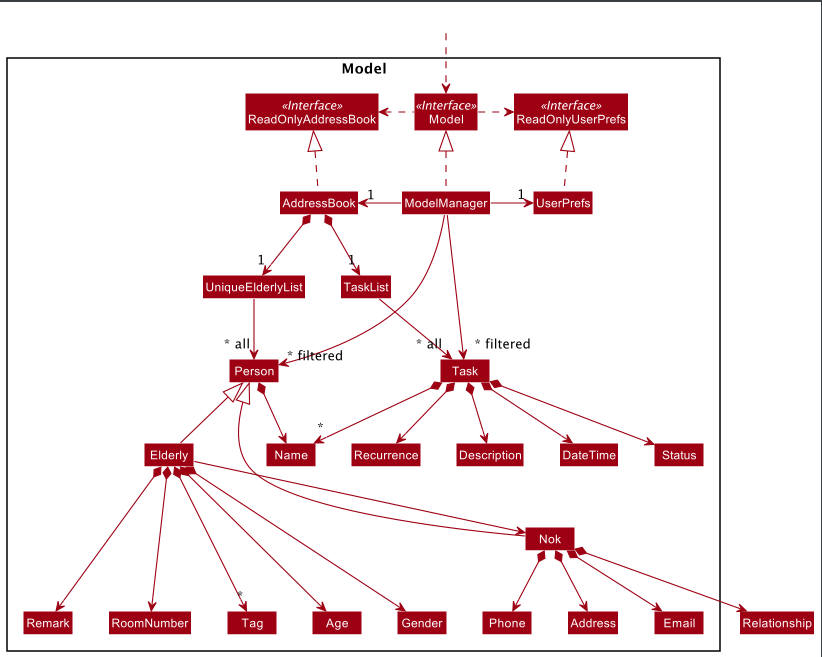 Model
«Interface»
ReadOnlyAddressBook
«Interface»
Model
«Interface»
ReadOnlyUserPrefs
AddressBook
1
ModelManager
1
UserPrefs
1
1
UniqueElderlyList
TaskList
* all
* filtered
* all
* filtered
Person
Task
*
Elderly
Name
Recurrence
Description
DateTime
Status
Nok
*
Remark
RoomNumber
Tag
Age
Gender
Phone
Address
Email
Relationship